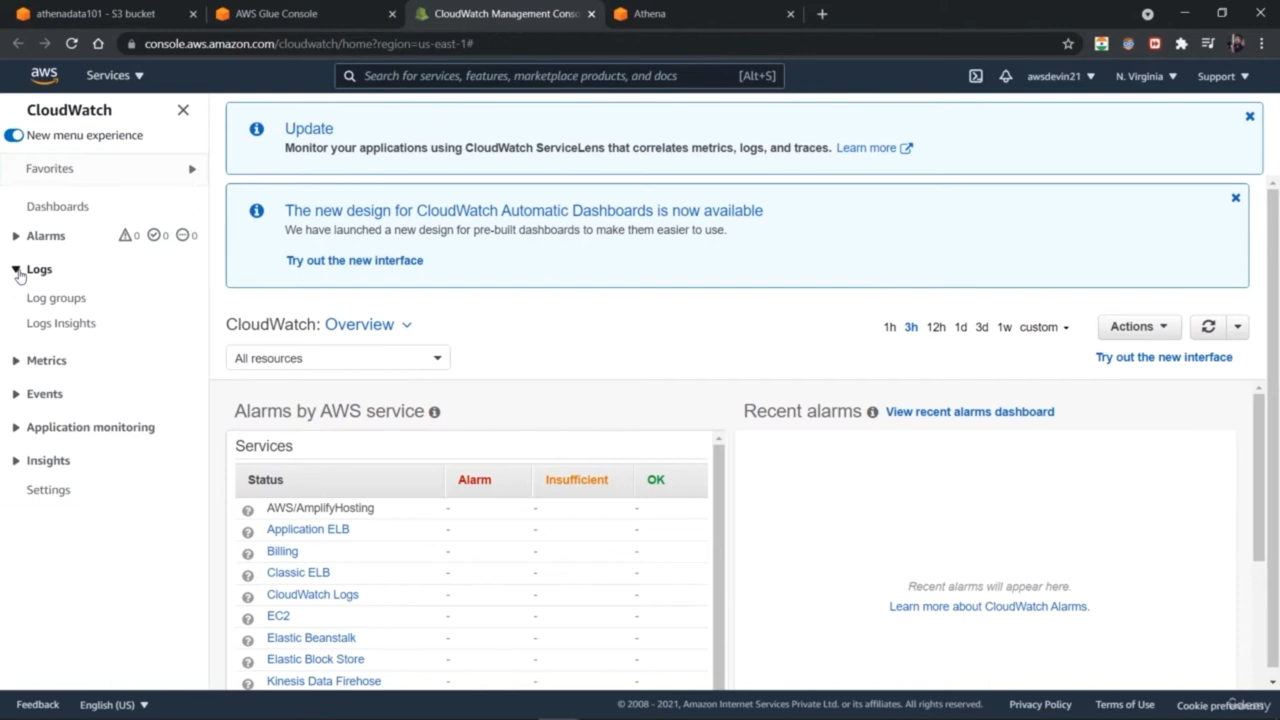 athenadata101 - S3 bucket
AWS Glue Console
CloudWatch Management Conso
Athena
console.aws.amazon.com/cloudwatch/home?region=us-east-1#
aws
Services
Search for services, features, marketplace products, and docs
[Alt+S]
awsdevin21
N. Virginia
Support
CloudWatch
New menu experience
Favorites
Dashboards
Alarms
0
0
0
Logs
Log groups
Logs Insights
Metrics
Events
Application monitoring
Insights
Settings
Update
Monitor your applications using CloudWatch ServiceLens that correlates metrics, logs, and traces. Learn more
The new design for CloudWatch Automatic Dashboards is now available
We have launched a new design for pre-built dashboards to make them easier to use.
Try out the new interface
CloudWatch: Overview
1h 3h 12h 1d 3d 1w custom
Actions
All resources
Try out the new interface
Alarms by AWS service
Services
Status Alarm Insufficient OK
AWS/AmplifyHosting - - -
Application ELB - - -
Billing - - -
Classic ELB - - -
CloudWatch Logs - - -
EC2 - - -
Elastic Beanstalk - - -
Elastic Block Store - - -
Kinesis Data Firehose - - -
Recent alarms
View recent alarms dashboard
Recent alarms will appear here.
Learn more about CloudWatch Alarms.
Feedback
English (US)
© 2008 - 2021, Amazon Internet Services Private Ltd. or its affiliates. All rights reserved.
Privacy Policy
Terms of Use
Cookie preferences
Udemy